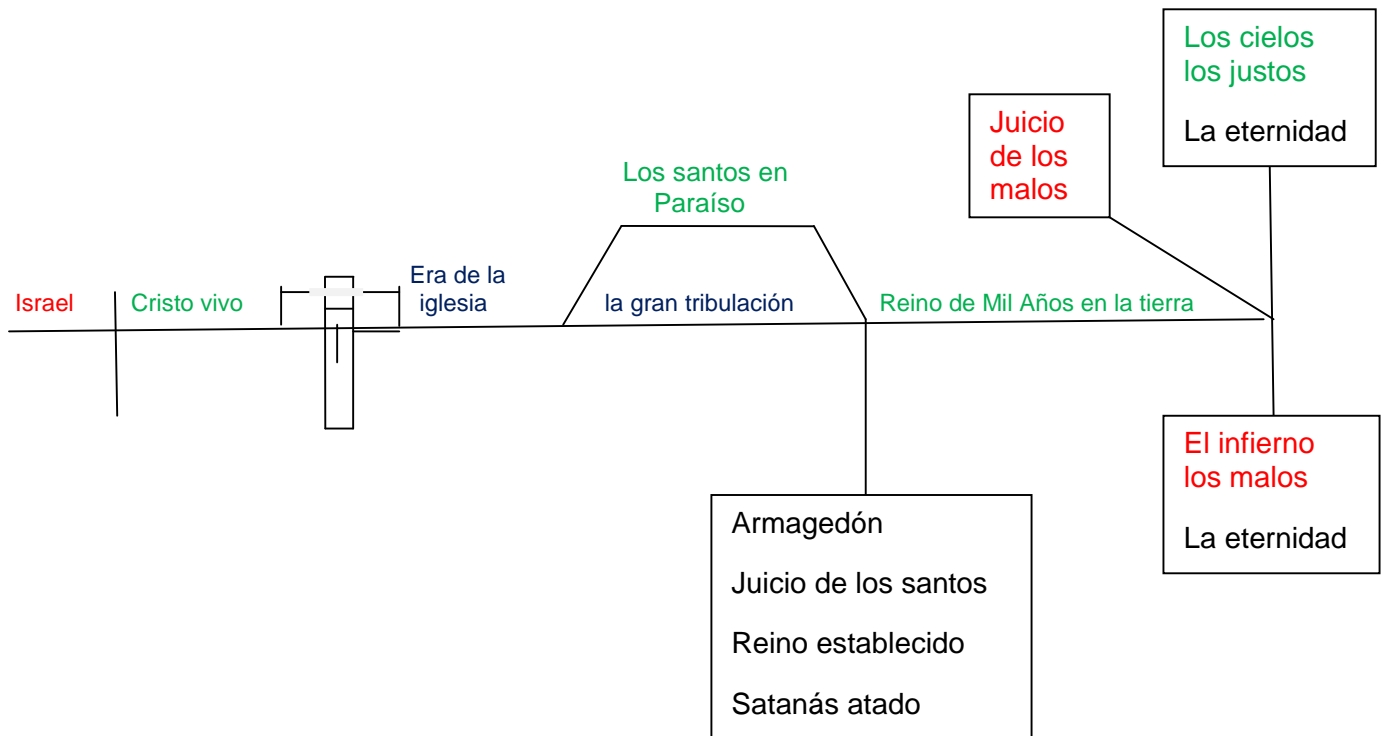 Los cielos
los justos
La eternidad
Juicio
de los
malos
Los santos en
Paraíso
Israel
Cristo vivo
Era de la
iglesia
la gran tribulación
Reino de Mil Años en la tierra
El infierno
los malos
La eternidad
Armagedón
Juicio de los santos
Reino establecido
Satanás atado